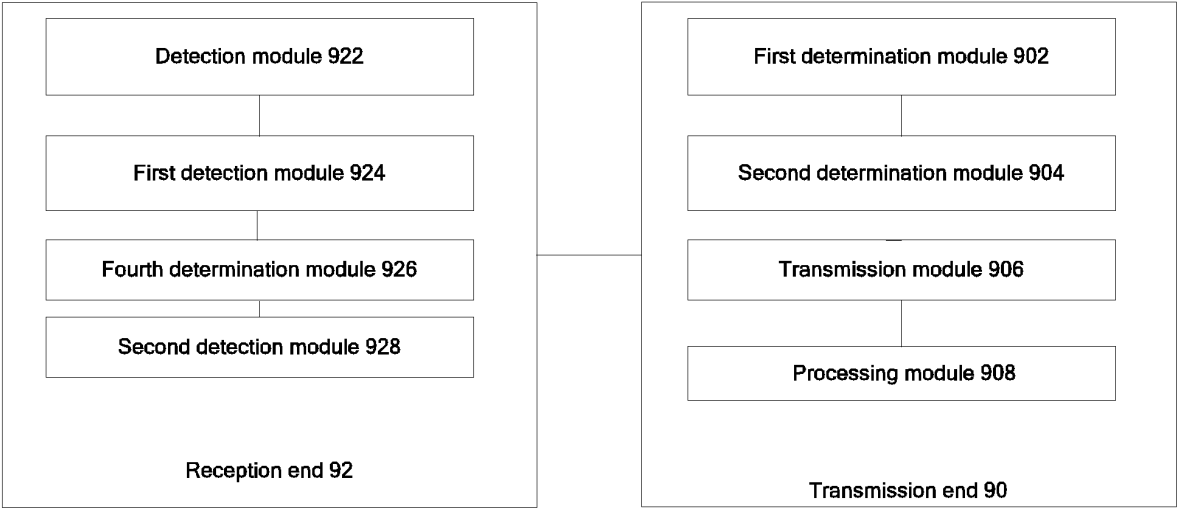 Detection module 922
First detection module 924
Fourth determination module 926
Second detection module 928
Reception end 92
First determination module 902
Second determination module 904
Transmission module 906
Processing module 908
Transmission end 90